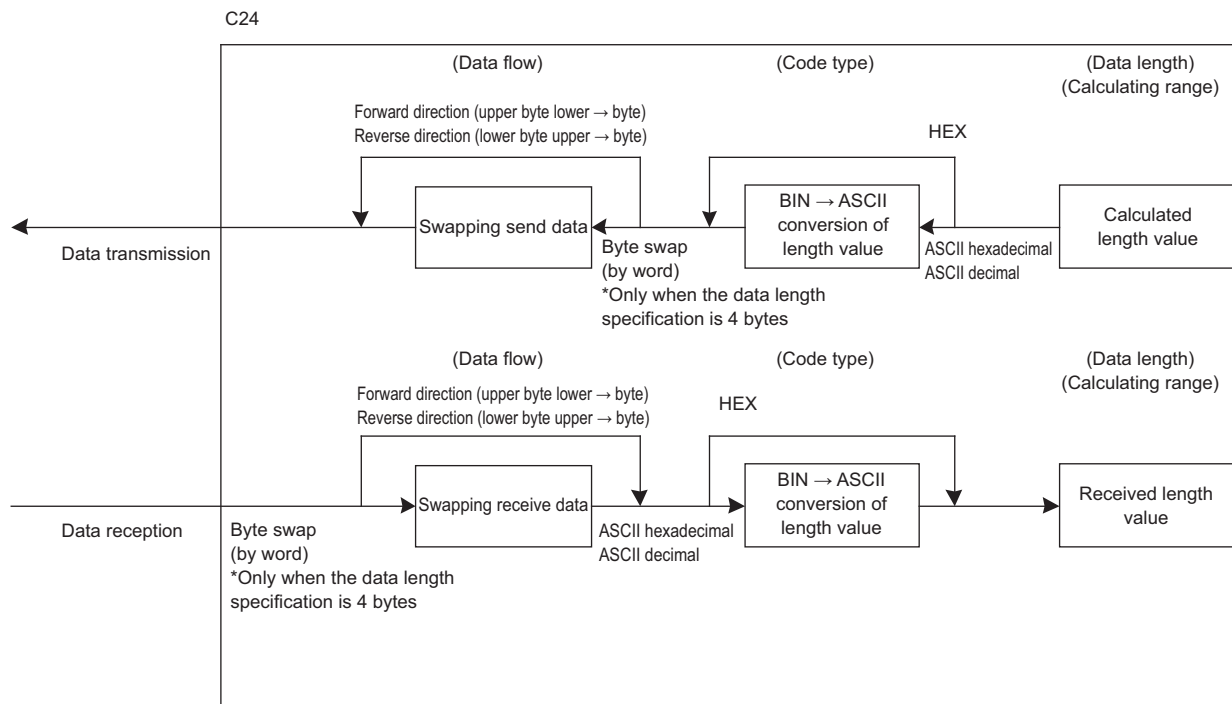 C24
(Data flow)
(Code type)
(Data length)
(Calculating range)
Forward direction (upper byte lower → byte)
Reverse direction (lower byte upper → byte)
HEX
Swapping send data
BIN → ASCII
conversion of
length value
Calculated
length value
Data transmission
Byte swap
(by word)
*Only when the data length
specification is 4 bytes
ASCII hexadecimal
ASCII decimal
(Data flow)
(Code type)
(Data length)
(Calculating range)
Forward direction (upper byte lower → byte)
Reverse direction (lower byte upper → byte)
HEX
Swapping receive data
BIN → ASCII
conversion of
length value
Received length
value
Data reception
Byte swap
(by word)
*Only when the data length
specification is 4 bytes
ASCII hexadecimal
ASCII decimal